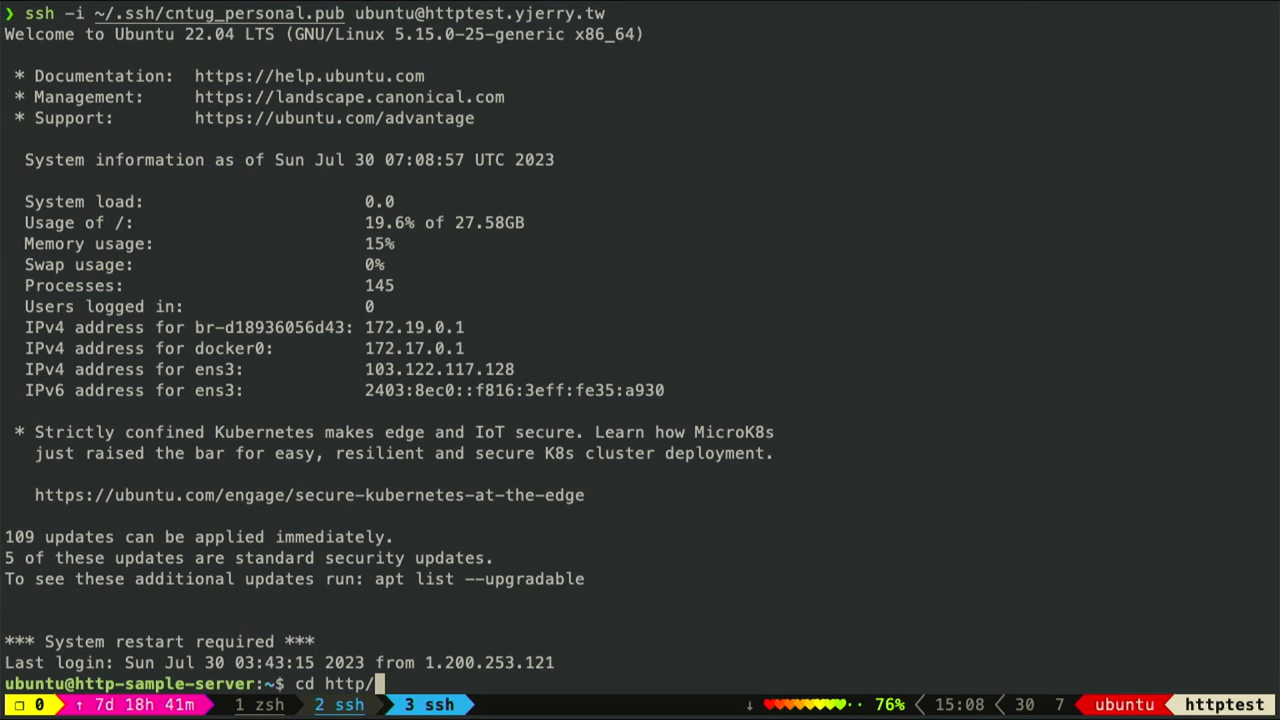 ❯ ssh -i ~/.ssh/cntug_personal.pub ubuntu@httptest.yjerry.tw
Welcome to Ubuntu 22.04 LTS (GNU/Linux 5.15.0-25-generic x86_64)
* Documentation:  https://help.ubuntu.com
* Management:     https://landscape.canonical.com
* Support:        https://ubuntu.com/advantage
System information as of Sun Jul 30 07:08:57 UTC 2023
System load:                      0.0
Usage of /:                       19.6% of 27.58GB
Memory usage:                     15%
Swap usage:                       0%
Processes:                        145
Users logged in:                  0
IPv4 address for br-d18936056d43: 172.19.0.1
IPv4 address for docker0:         172.17.0.1
IPv4 address for ens3:            103.122.117.128
IPv6 address for ens3:            2403:8ec0::f816:3eff:fe35:a930
* Strictly confined Kubernetes makes edge and IoT secure. Learn how MicroK8s
just raised the bar for easy, resilient and secure K8s cluster deployment.
https://ubuntu.com/engage/secure-kubernetes-at-the-edge
109 updates can be applied immediately.
5 of these updates are standard security updates.
To see these additional updates run: apt list --upgradable
*** System restart required ***
Last login: Sun Jul 30 03:43:15 2023 from 1.200.253.121
ubuntu@http-sample-server:~$ cd http/
❐ 0 ↑ 7d 18h 41m 1 zsh 2 ssh 3 ssh ↓ ♥♥♥♥♥♥♥♥·· 76% 15:08 30 7 ubuntu httptest